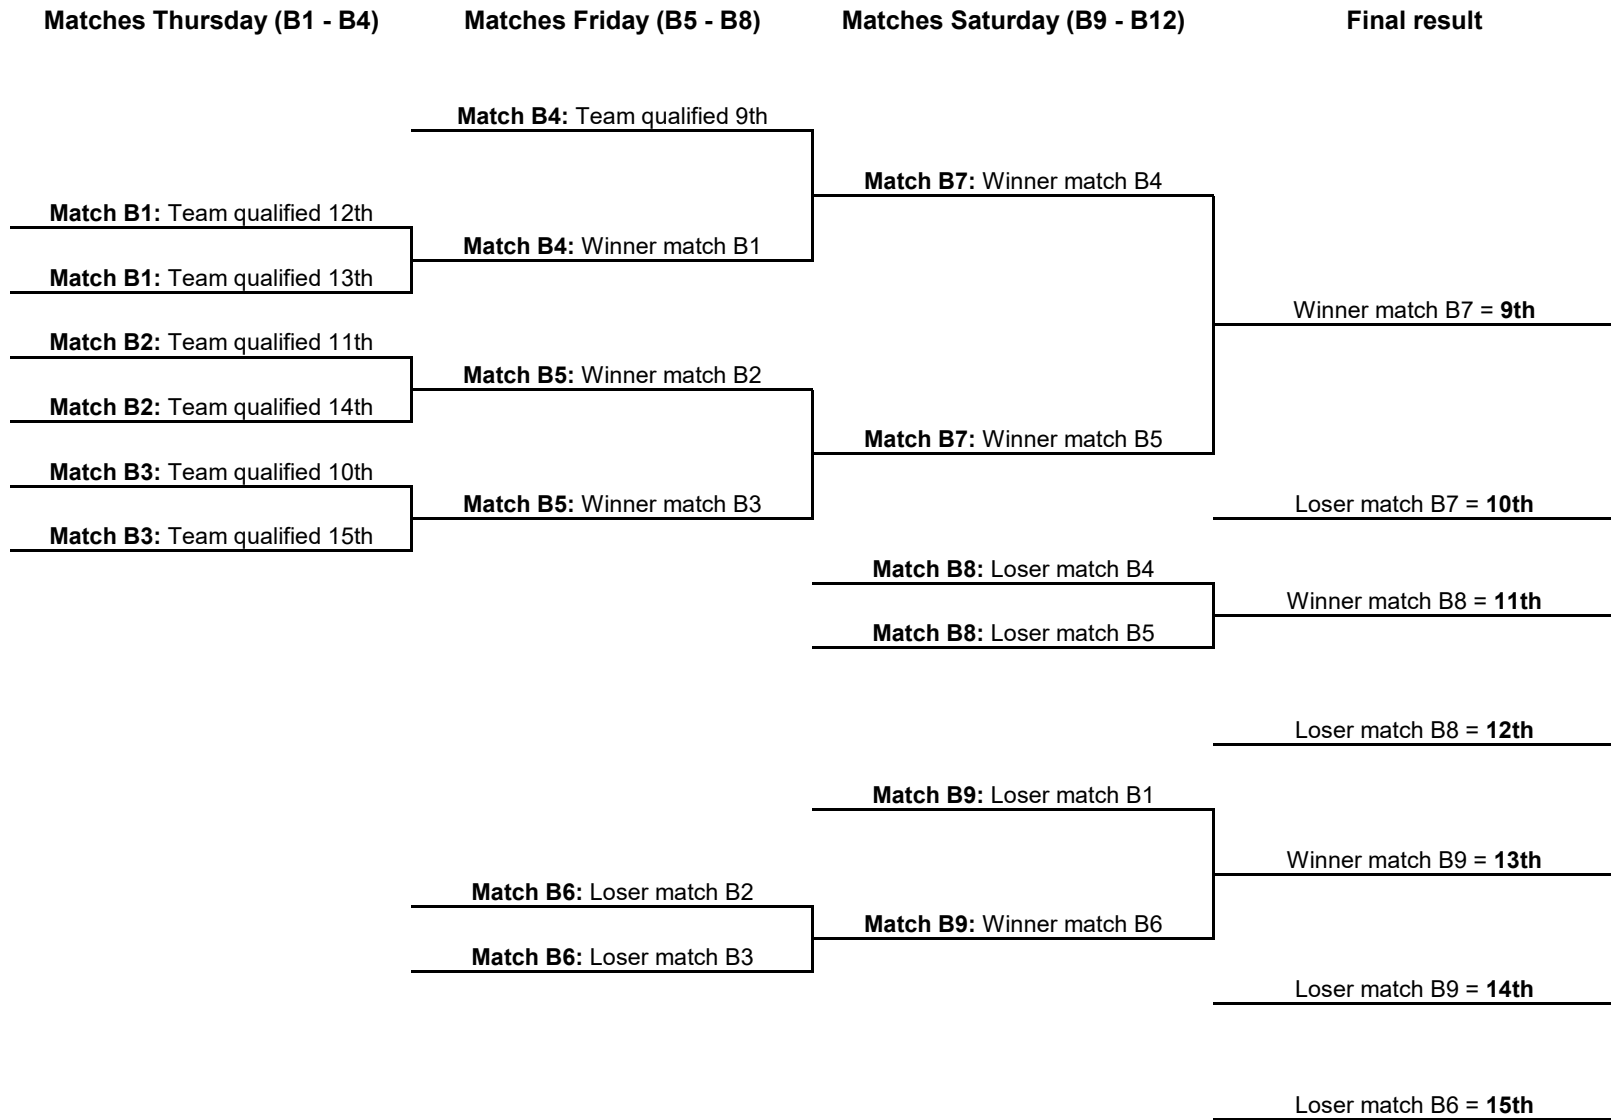 Matches Thursday (B1 - B4)
Matches Friday (B5 - B8)
Matches Saturday (B9 - B12)
Final result
Match B4: Team qualified 9th
Match B7: Winner match B4
Match B1: Team qualified 12th
Match B4: Winner match B1
Match B1: Team qualified 13th
Winner match B7 = 9th
Match B2: Team qualified 11th
Match B5: Winner match B2
Match B2: Team qualified 14th
Match B7: Winner match B5
Match B3: Team qualified 10th
Match B5: Winner match B3
Loser match B7 = 10th
Match B3: Team qualified 15th
Match B8: Loser match B4
Winner match B8 = 11th
Match B8: Loser match B5
Loser match B8 = 12th
Match B9: Loser match B1
Winner match B9 = 13th
Match B6: Loser match B2
Match B9: Winner match B6
Match B6: Loser match B3
Loser match B9 = 14th
Loser match B6 = 15th